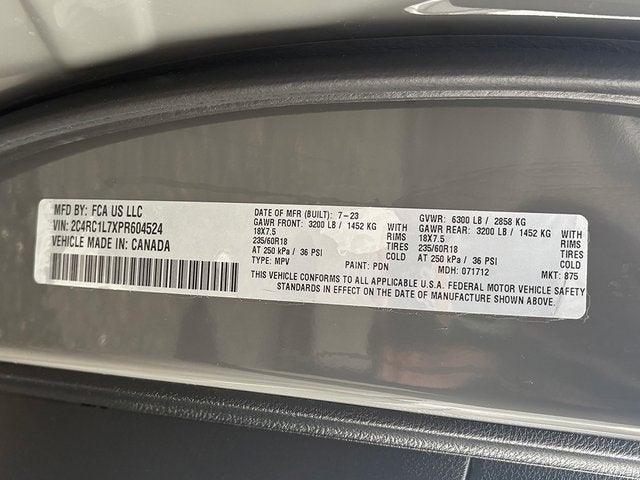 MFD BY: FCA US LLC
VIN: 2C4RC1L7XPR604524
VEHICLE MADE IN: CANADA
DATE OF MFR (BUILT): 7-23 GVWR: 6300 LB / 2858 KG
GAWR FRONT: 3200 LB / 1452 KG WITH GAWR REAR: 3200 LB / 1452 KG WITH
18X7.5 RIMS 18X7.5 RIMS
235/60R18 TIRES 235/60R18 TIRES
AT 250 kPa / 36 PSI COLD AT 250 kPa / 36 PSI COLD
TYPE: MPV PAINT: PDN MDH: 071712 MKT: 875
THIS VEHICLE CONFORMS TO ALL APPLICABLE U.S.A. FEDERAL MOTOR VEHICLE SAFETY
STANDARDS IN EFFECT ON THE DATE OF MANUFACTURE SHOWN ABOVE.